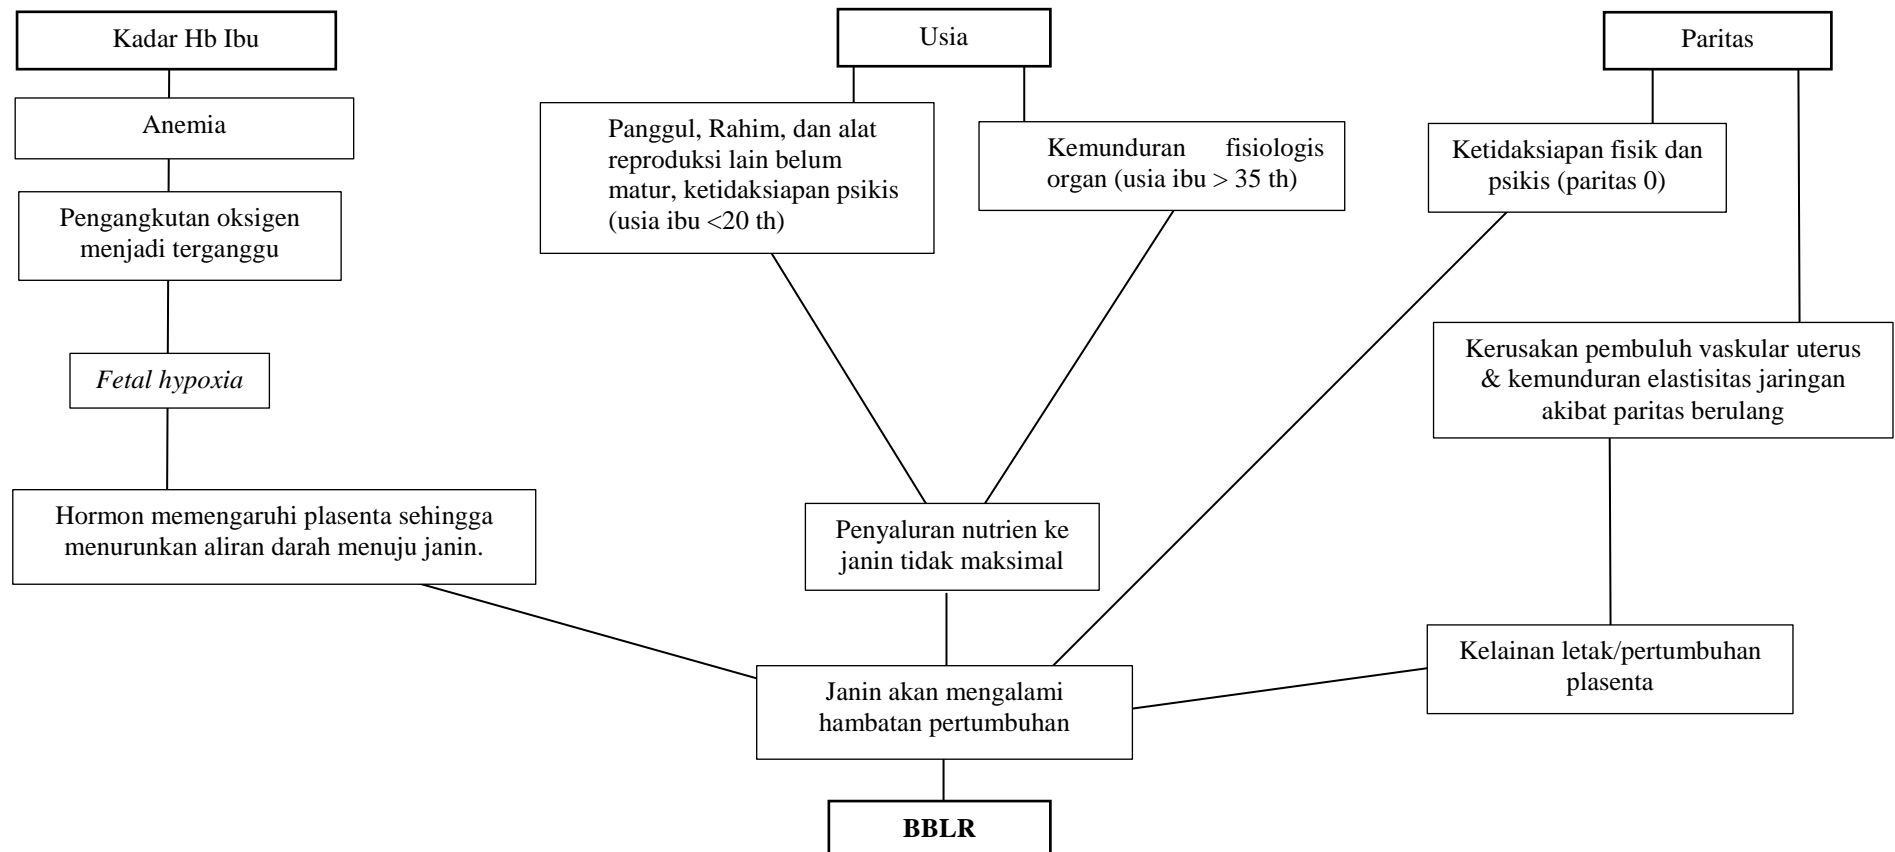 Kadar Hb Ibu
Usia
Paritas
Anemia
Panggul, Rahim, dan alat
reproduksi lain belum
matur, ketidaksiapan psikis
(usia ibu <20 th)
Kemunduran fisiologis
organ (usia ibu > 35 th)
Ketidaksiapan fisik dan
psikis (paritas 0)
Pengangkutan oksigen
menjadi terganggu
Kerusakan pembuluh vaskular uterus
& kemunduran elastisitas jaringan
akibat paritas berulang
Fetal hypoxia
Hormon memengaruhi plasenta sehingga
menurunkan aliran darah menuju janin.
Penyaluran nutrien ke
janin tidak maksimal
Kelainan letak/pertumbuhan
plasenta
Janin akan mengalami
hambatan pertumbuhan
BBLR